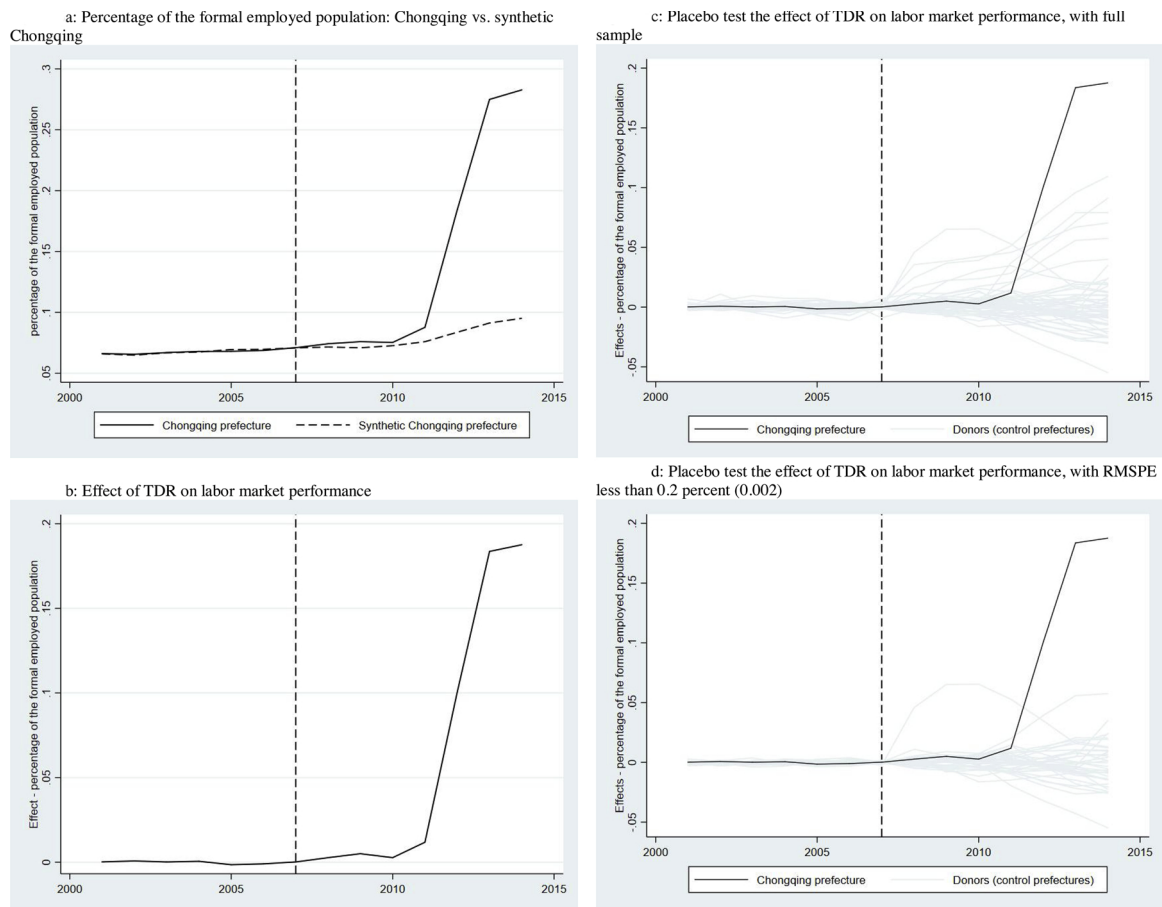 a: Percentage of the formal employed population: Chongqing vs. synthetic
Chongqing
percentage of the formal employed population
.3
.25
.2
.15
.1
.05
2000 2005 2010 2015
Chongqing prefecture Synthetic Chongqing prefecture
c: Placebo test the effect of TDR on labor market performance, with full
sample
Effects - percentage of the formal employed population
.2
.15
.1
.05
0
-.05
2000 2005 2010 2015
Chongqing prefecture Donors (control prefectures)
b: Effect of TDR on labor market performance
Effect - percentage of the formal employed population
.2
.15
.1
.05
0
2000 2005 2010 2015
d: Placebo test the effect of TDR on labor market performance, with RMSPE
less than 0.2 percent (0.002)
Effects - percentage of the formal employed population
.2
.15
.1
.05
0
-.05
2000 2005 2010 2015
Chongqing prefecture Donors (control prefectures)